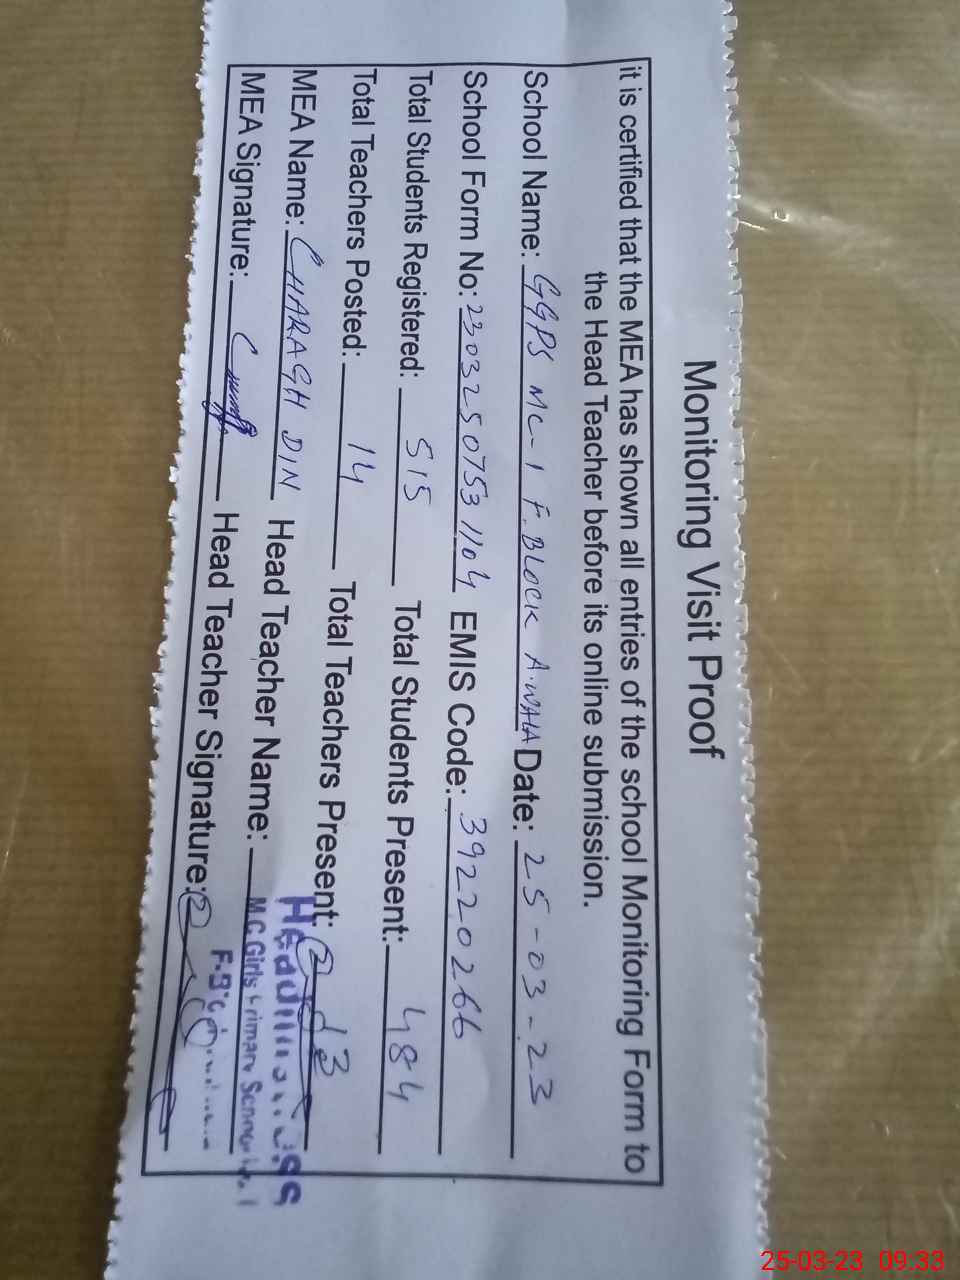 Monitoring Visit Proof
it is certified that the MEA has shown all entries of the school Monitoring Form to
the Head Teacher before its online submission.
School Name: GGPS MC-1 F. BLOCK A.WALA Date: 25-03-23
School Form No: 23032507531104 EMIS Code: 39220266
Total Students Registered: 515 Total Students Present: 484
Total Teachers Posted: 14 Total Teachers Present: 13
MEA Name: CHARAGH DIN Head Teacher Name:
MEA Signature: Head Teacher Signature:
Headmistress
M.C. Girls Primary School
25-03-23 09:33